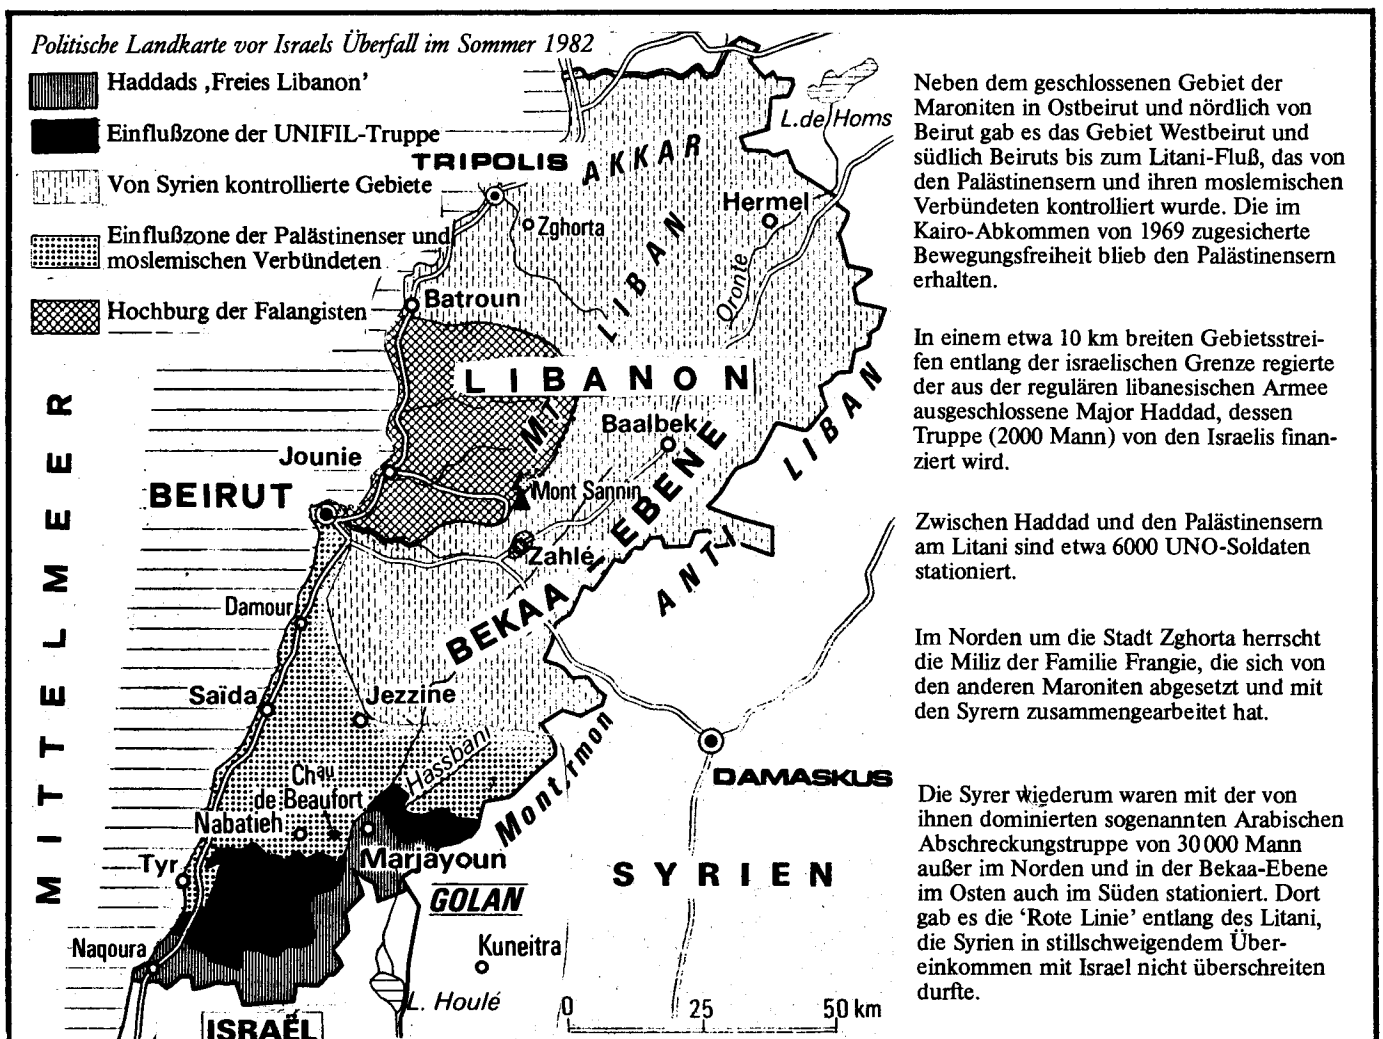 Politische Landkarte vor Israels Überfall im Sommer 1982
Haddads ‚Freies Libanon’
Einflußzone der UNIFIL-Truppe
Von Syrien kontrollierte Gebiete
Einflußzone der Palästinenser und
moslemischen Verbündeten
Hochburg der Falangisten
MITTELMEER
TRIPOLIS
AKKAR
L.de Homs
Hermel
Zghorta
LIBAN
Oronte
Batroun
LIBANON
MT
Baalbek
Jounie
BEIRUT
Mont Sannin
Zahlé
BEKAA-EBENE
ANTI LIBAN
Damour
Saïda
Jezzine
Hassbani
Chau
de Beaufort
Nabatieh
Mont
rmon
DAMASKUS
Tyr
Marjayoun
GOLAN
SYRIEN
Naqoura
Kuneitra
L. Houlé
ISRAËL
0 25 50 km
Neben dem geschlossenen Gebiet der
Maroniten in Ostbeirut und nördlich von
Beirut gab es das Gebiet Westbeirut und
südlich Beiruts bis zum Litani-Fluß, das von
den Palästinensern und ihren moslemischen
Verbündeten kontrolliert wurde. Die im
Kairo-Abkommen von 1969 zugesicherte
Bewegungsfreiheit blieb den Palästinensern
erhalten.
In einem etwa 10 km breiten Gebietsstrei-
fen entlang der israelischen Grenze regierte
der aus der regulären libanesischen Armee
ausgeschlossene Major Haddad, dessen
Truppe (2000 Mann) von den Israelis finan-
ziert wird.
Zwischen Haddad und den Palästinensern
am Litani sind etwa 6000 UNO-Soldaten
stationiert.
Im Norden um die Stadt Zghorta herrscht
die Miliz der Familie Frangie, die sich von
den anderen Maroniten abgesetzt und mit
den Syrern zusammengearbeitet hat.
Die Syrer wiederum waren mit der von
ihnen dominierten sogenannten Arabischen
Abschreckungstruppe von 30 000 Mann
außer im Norden und in der Bekaa-Ebene
im Osten auch im Süden stationiert. Dort
gab es die ‘Rote Linie’ entlang des Litani,
die Syrien in stillschweigendem Über-
einkommen mit Israel nicht überschreiten
durfte.